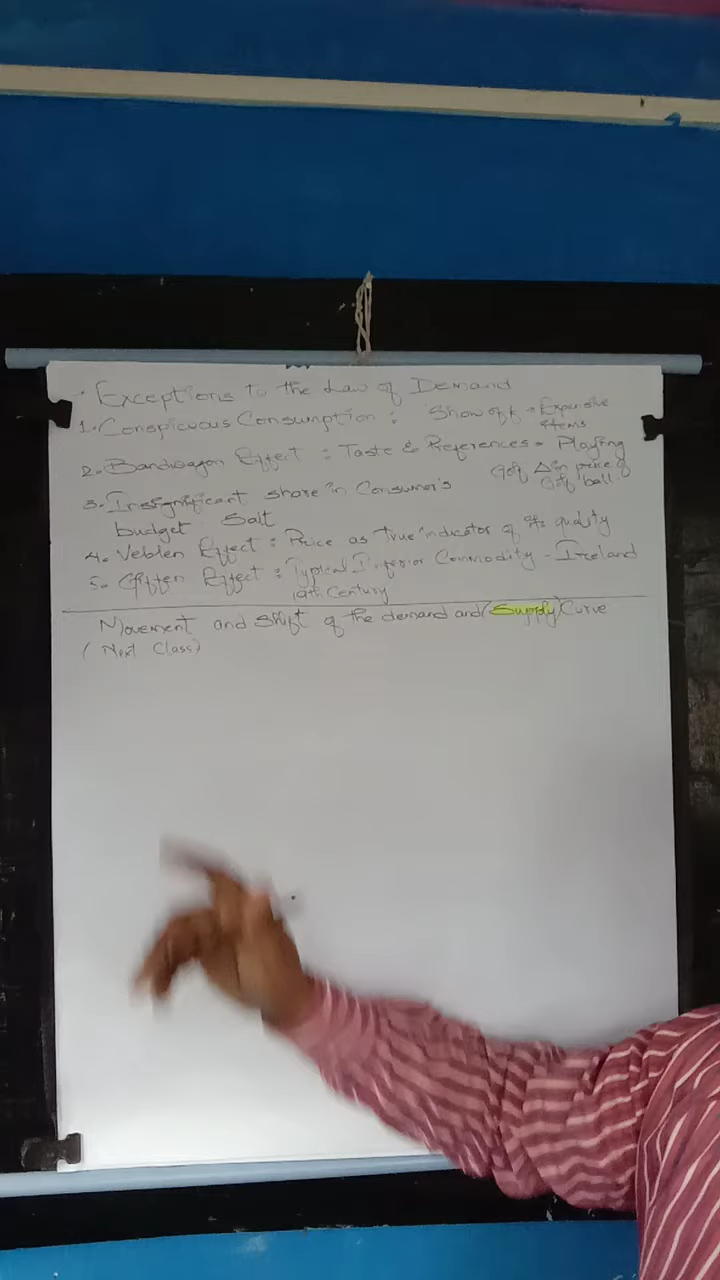 Exceptions to the Law of Demand
1. Conspicuous Consumption : Show off - Expensive items
2. Bandwagon Effect : Taste & Preferences - Playing Golf Δ in price of Golf ball
3. Insignificant share in Consumer's
budget Salt
4. Veblen Effect : Price as true indicator of its quality
5. Giffen Effect : Typical Inferior Commodity - Ireland
19th Century
Movement and Shift of the demand and (Supply) Curve
(Next Class)